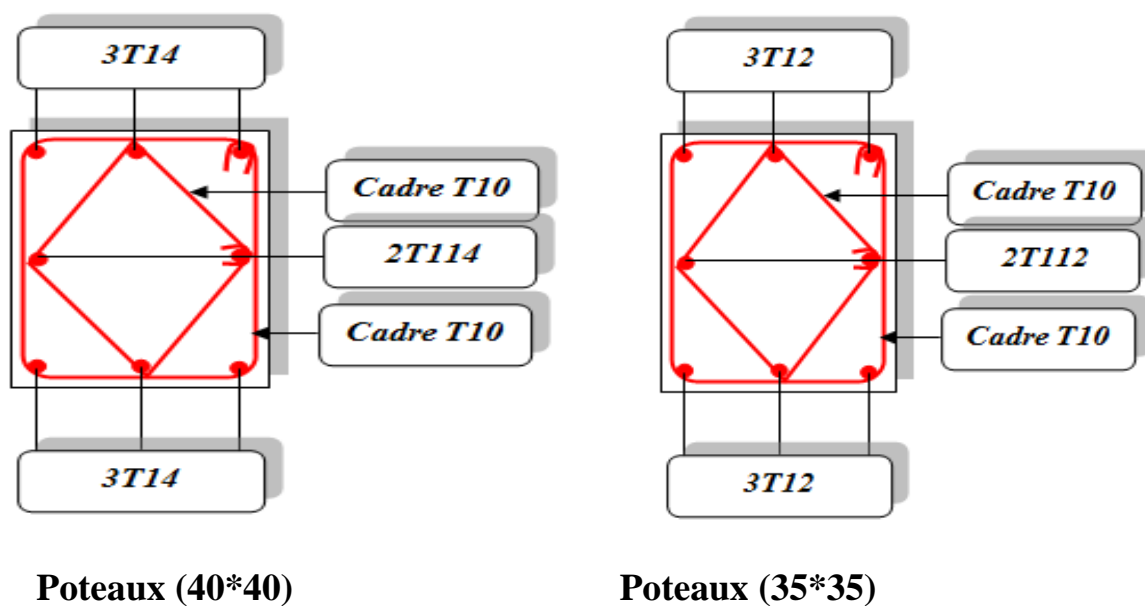 3T14
Cadre T10
2T114
Cadre T10
3T14
Poteaux (40*40)
3T12
Cadre T10
2T112
Cadre T10
3T12
Poteaux (35*35)